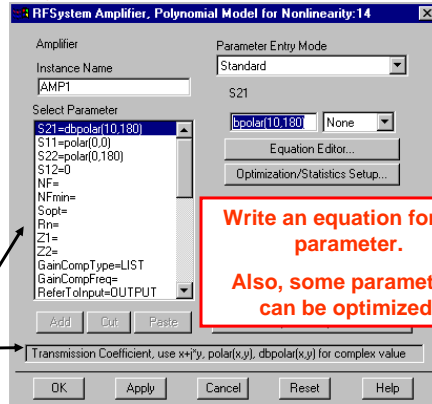 RFSystem Amplifier, Polynomial Model for Nonlinearity:14
Amplifier
Instance Name
AMP1
Select Parameter
S21=dbpolar(10,180)
S11=polar(0,0)
S22=polar(0,180)
S12=0
NF=
NFmin=
Sopt=
Rn=
Z1=
Z2=
GainCompType=LIST
GainCompFreq=
ReferToInput=OUTPUT
Add Cut Paste
Parameter Entry Mode
Standard
S21
bpolar(10,180) None
Equation Editor...
Optimization/Statistics Setup...
Write an equation for
parameter.
Also, some paramet
can be optimized
Transmission Coefficient, use x+j*y, polar(x,y), dbpolar(x,y) for complex value
OK Apply Cancel Reset Help